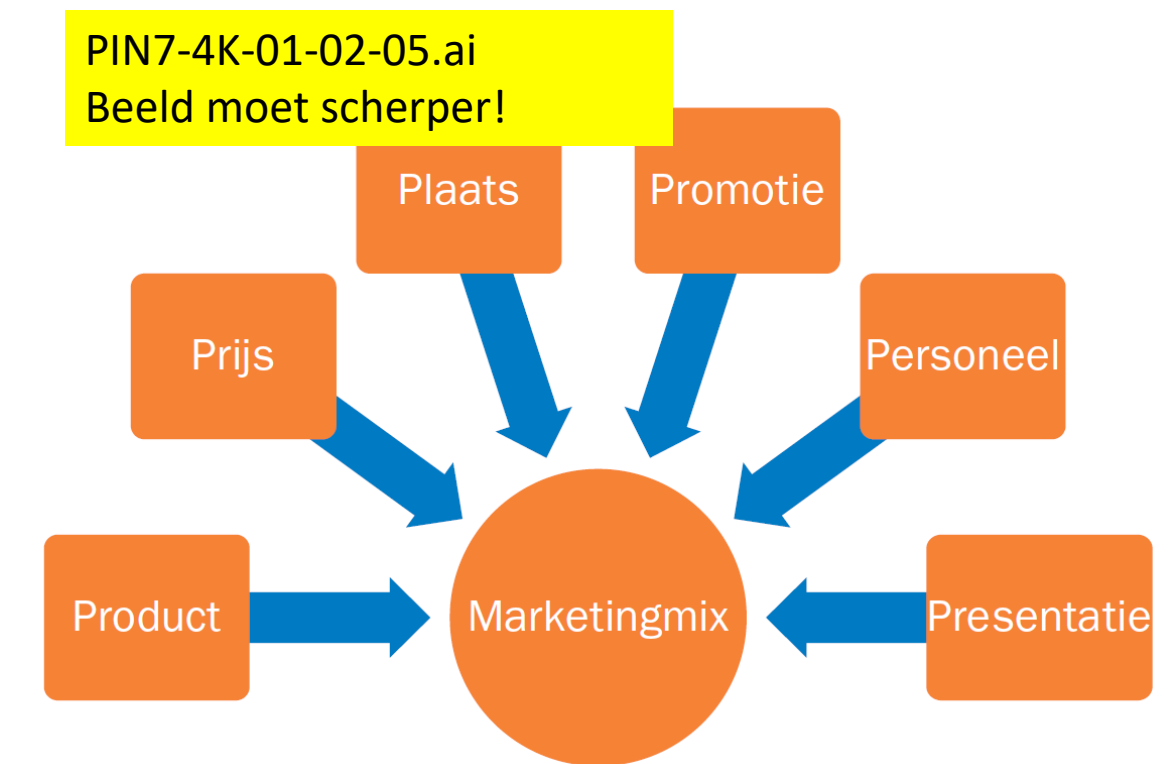 PIN7-4K-01-02-05.ai
Beeld moet scherper!
Plaats
Promotie
Prijs
Personeel
Product
Marketingmix
Presentatie